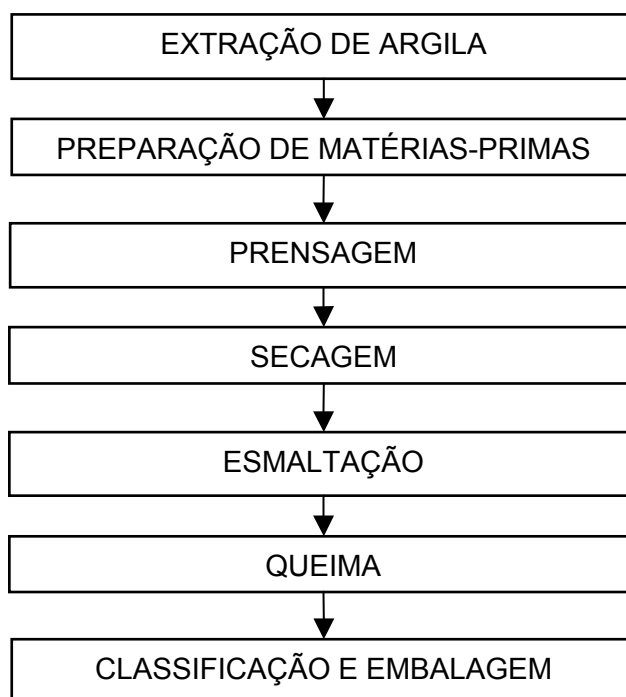 EXTRAÇÃO DE ARGILA
PREPARAÇÃO DE MATÉRIAS-PRIMAS
PRENSAGEM
SECAGEM
ESMALTAÇÃO
QUEIMA
CLASSIFICAÇÃO E EMBALAGEM